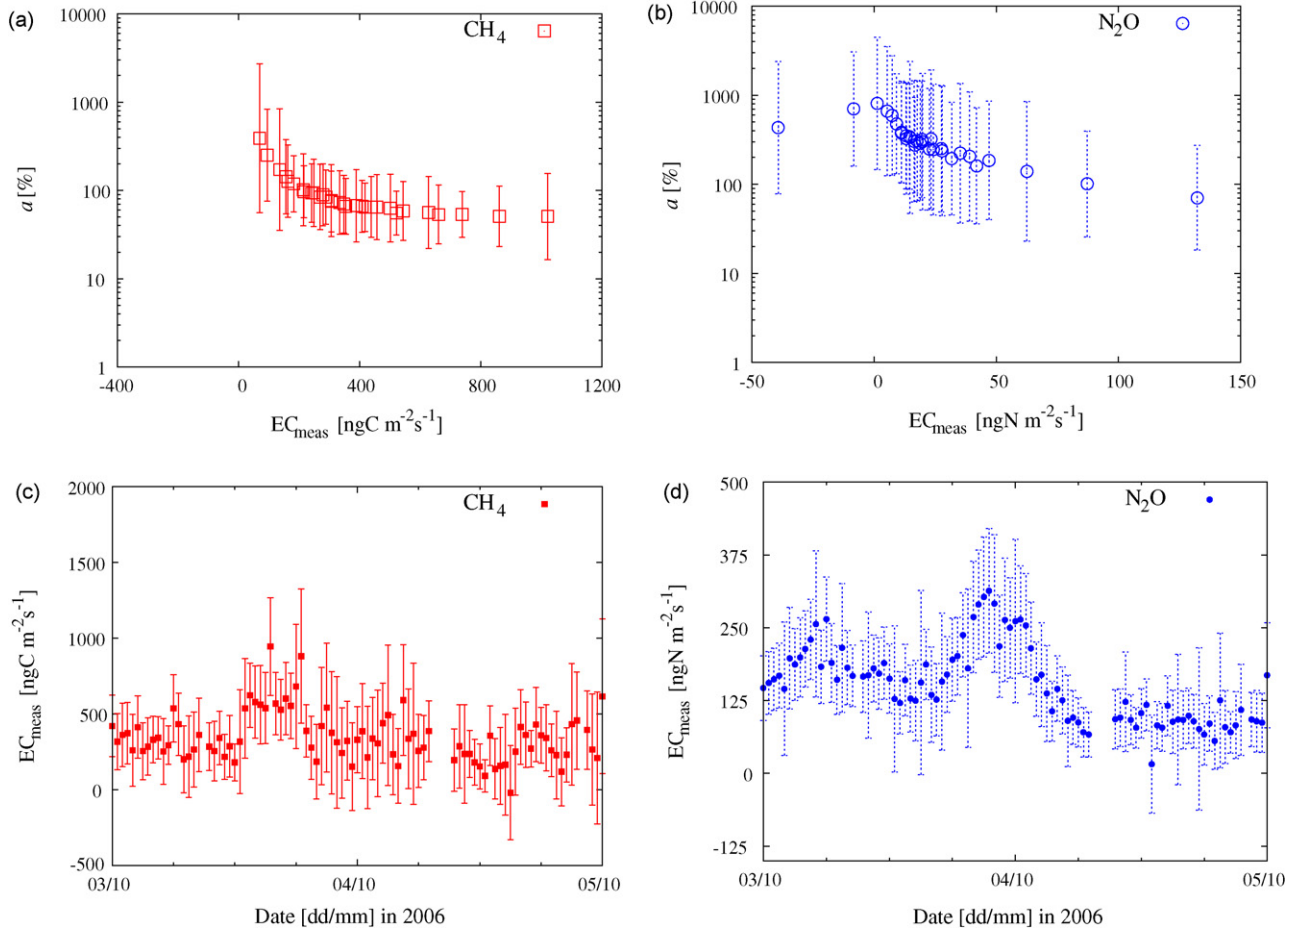 (a)
CH4
10000
1000
100
10
1
a [%]
-400
0
400
800
1200
ECmeas [ngC m-2s-1]
(b)
N2O
10000
1000
100
10
1
a [%]
-50
0
50
100
150
ECmeas [ngN m-2s-1]
(c)
CH4
2000
1500
1000
500
0
-500
ECmeas [ngC m-2s-1]
03/10
04/10
05/10
Date [dd/mm] in 2006
(d)
N2O
500
375
250
125
0
-125
ECmeas [ngN m-2s-1]
03/10
04/10
05/10
Date [dd/mm] in 2006